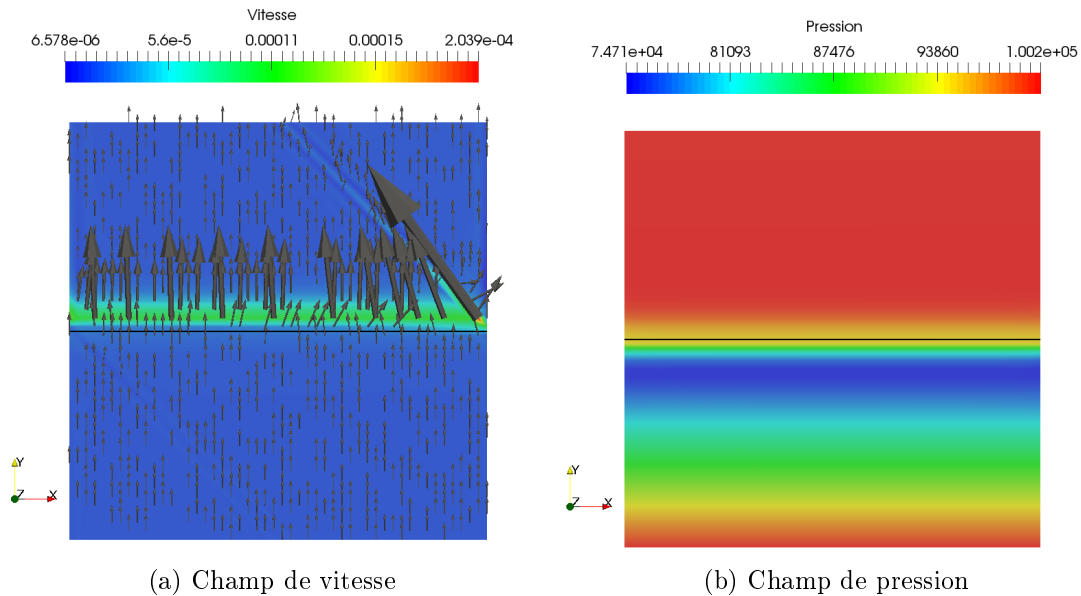 Vitesse
6.578e-06 5.6e-5 0.00011 0.00015 2.039e-04
Pression
7.471e+04 81093 87476 93860 1.002e+05
Y
Z X
Y
Z X
(a) Champ de vitesse
(b) Champ de pression